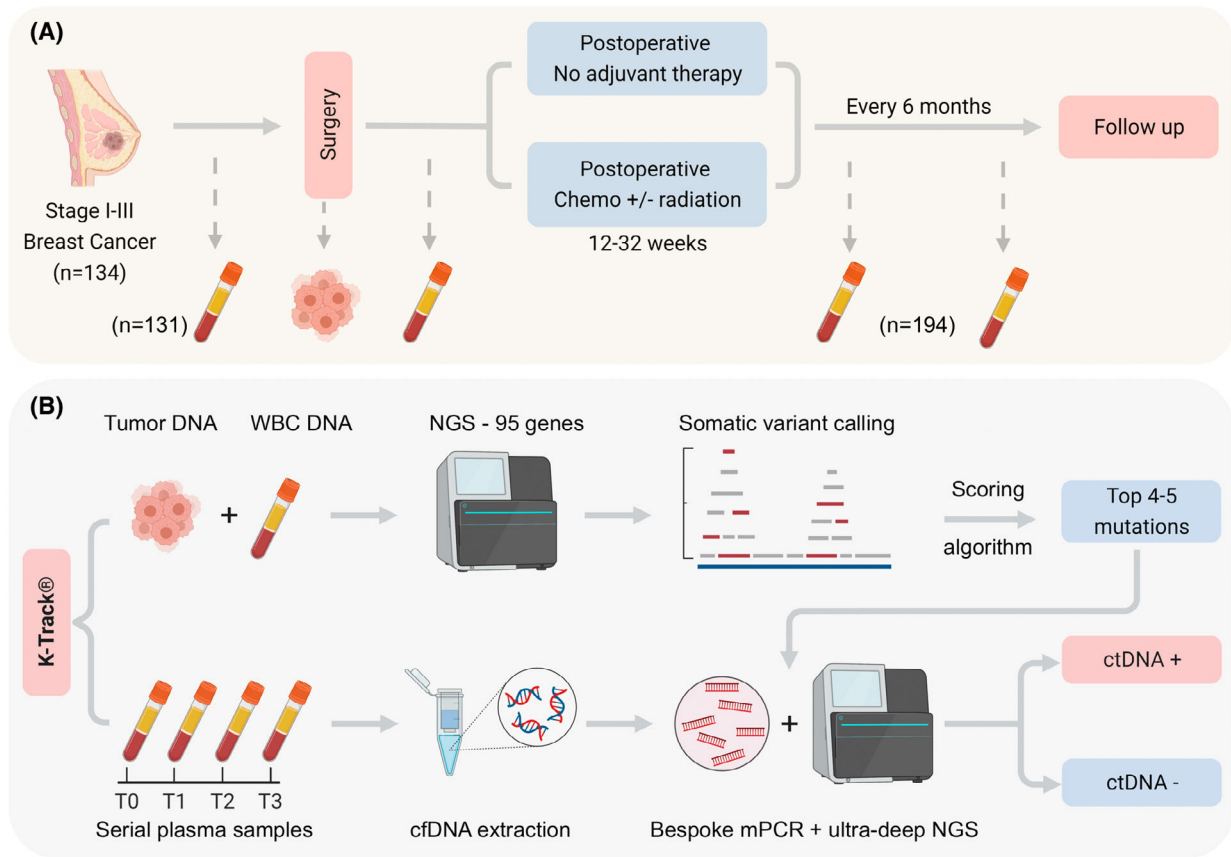 (A)
Stage I-III
Breast Cancer
(n=134)
(n=131)
Surgery
Postoperative
No adjuvant therapy
Postoperative
Chemo +/- radiation
12-32 weeks
Every 6 months
(n=194)
Follow up
(B)
K-Track®
Tumor DNA
WBC DNA
+
NGS - 95 genes
Somatic variant calling
Scoring
algorithm
Top 4-5
mutations
T0 T1 T2 T3
Serial plasma samples
cfDNA extraction
+
Bespoke mPCR + ultra-deep NGS
ctDNA +
ctDNA -